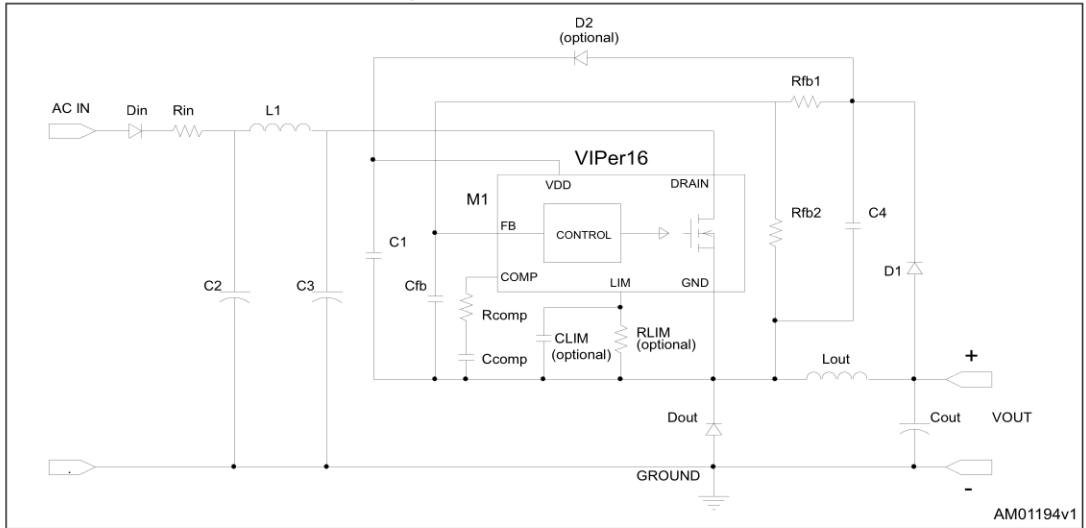 D2
(optional)
Rfb1
AC IN
Din
Rin
L1
VIPer16
VDD
DRAIN
M1
FB
CONTROL
Rfb2
C4
C1
D1
COMP
LIM
GND
C2
C3
Cfb
Rcomp
CLIM
(optional)
RLIM
(optional)
Ccomp
Lout
+
Dout
Cout
VOUT
GROUND
-
AM01194v1